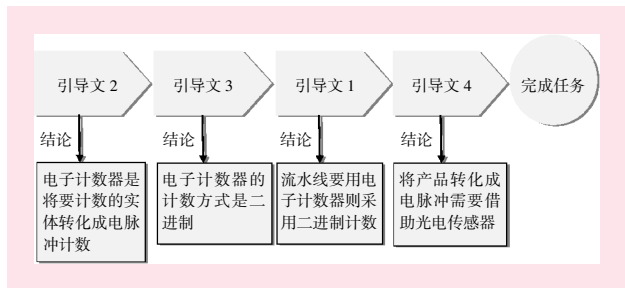 引导文 2
引导文 3
引导文 1
引导文 4
完成任务
结论
结论
结论
结论
电子计数器是
将要计数的实
体转化成电脉
冲计数
电子计数器的
计数方式是二
进制
流水线要用电
子计数器则采
用二进制计数
将产品转化成
电脉冲需要借
助光电传感器